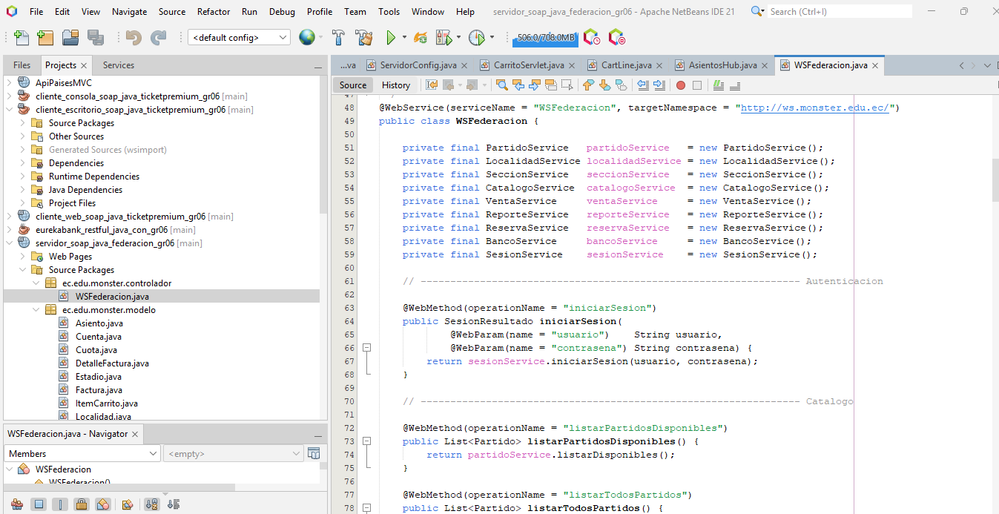 File Edit View Navigate Source Refactor Run Debug Profile Team Tools Window Help servidor_soap_java_federacion_gr06 - Apache NetBeans IDE 21 Search (Ctrl+I)
<default config> 506.0/708.0MB
Files Projects Services
ApiPaisesMVC
cliente_consola_soap_java_ticketpremium_gr06 [main]
cliente_escritorio_soap_java_ticketpremium_gr06 [main]
Source Packages
Other Sources
Generated Sources (wsimport)
Dependencies
Runtime Dependencies
Java Dependencies
Project Files
cliente_web_soap_java_ticketpremium_gr06 [main]
eurekabank_restful_java_con_gr06 [main]
servidor_soap_java_federacion_gr06 [main]
Web Pages
Source Packages
ec.edu.monster.controlador
WSFederacion.java
ec.edu.monster.modelo
Asiento.java
Cuenta.java
Cuota.java
DetalleFactura.java
Estadio.java
Factura.java
ItemCarrito.java
Localidad.java
WSFederacion.java - Navigator
Members <empty>
WSFederacion
WSFederacion()
...va ServidorConfig.java CarritoServlet.java CartLine.java AsientosHub.java WSFederacion.java
Source History
47 */
48 @WebService(serviceName = "WSFederacion", targetNamespace = "http://ws.monster.edu.ec/")
49 public class WSFederacion {
50
51 private final PartidoService partidoService = new PartidoService();
52 private final LocalidadService localidadService = new LocalidadService();
53 private final SeccionService seccionService = new SeccionService();
54 private final CatalogoService catalogoService = new CatalogoService();
55 private final VentaService ventaService = new VentaService();
56 private final ReporteService reporteService = new ReporteService();
57 private final ReservaService reservaService = new ReservaService();
58 private final BancoService bancoService = new BancoService();
59 private final SesionService sesionService = new SesionService();
60
61 // ---------------------------------------------------------------- Autenticacion
62
63 @WebMethod(operationName = "iniciarSesion")
64 public SesionResultado iniciarSesion(
65 @WebParam(name = "usuario") String usuario,
66 @WebParam(name = "contrasena") String contrasena) {
67 return sesionService.iniciarSesion(usuario, contrasena);
68 }
69
70 // ---------------------------------------------------------------- Catalogo
71
72 @WebMethod(operationName = "listarPartidosDisponibles")
73 public List<Partido> listarPartidosDisponibles() {
74 return partidoService.listarDisponibles();
75 }
76
77 @WebMethod(operationName = "listarTodosPartidos")
78 public List<Partido> listarTodosPartidos() {